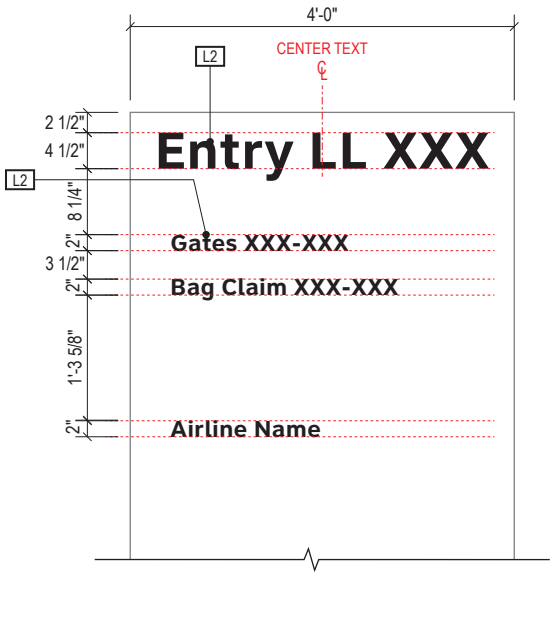 4'-0"
CENTER TEXT
℄
L2
2 1/2"
4 1/2"
Entry LL XXX
L2
8 1/4"
2"
Gates XXX-XXX
3 1/2"
2"
Bag Claim XXX-XXX
1'-3 5/8"
2"
Airline Name